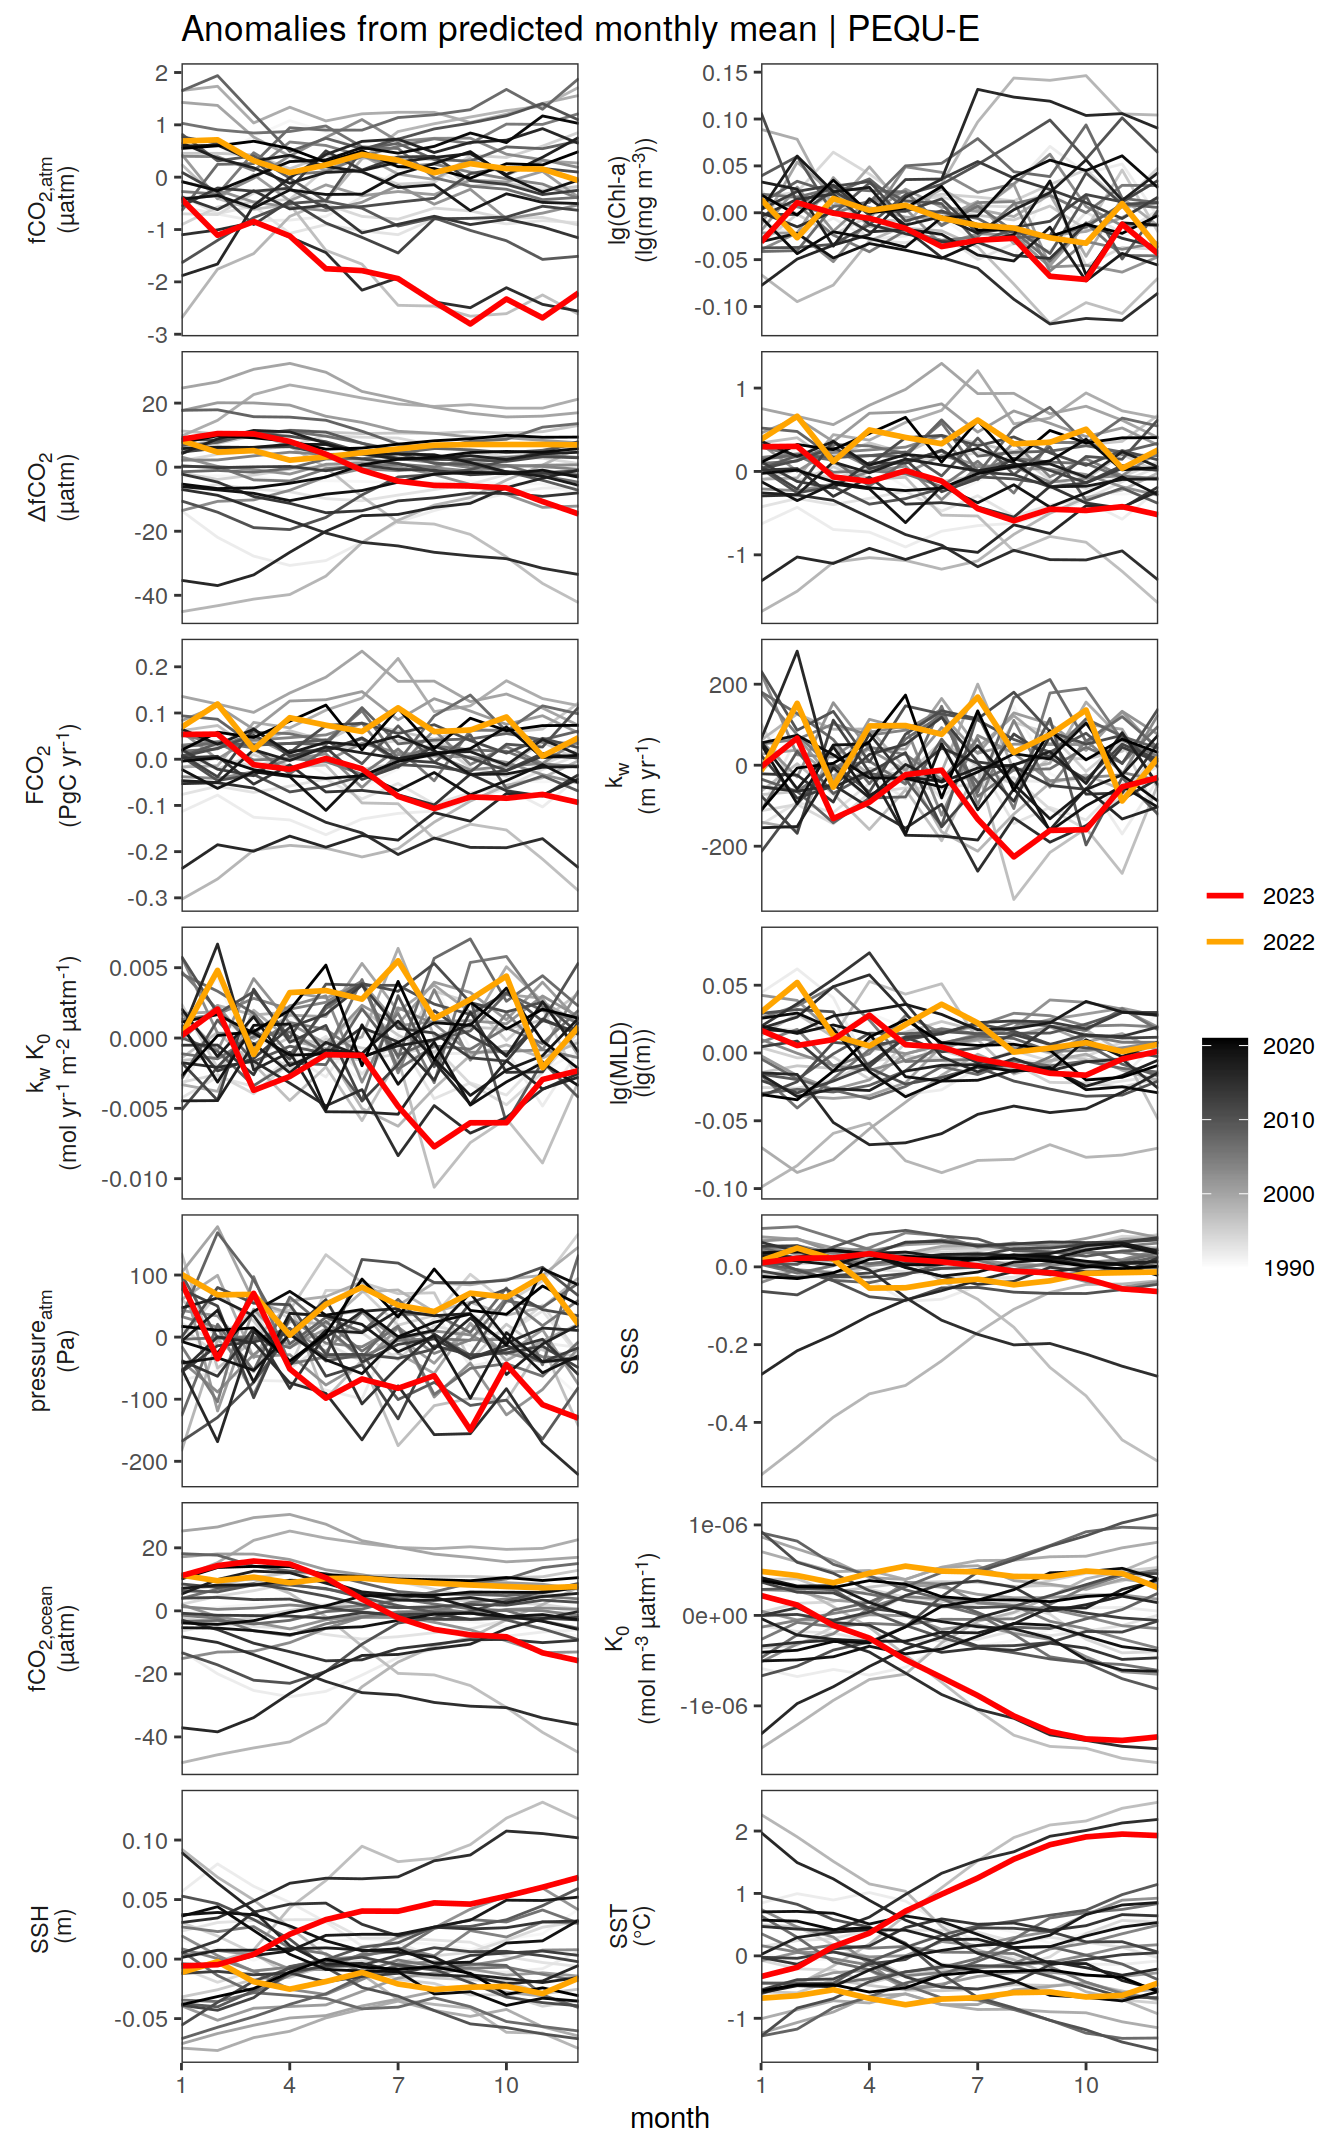 Anomalies from predicted monthly mean | PEQU-E
fCO2,atm
(µatm)
2
1
0
-1
-2
-3
lg(Chl-a)
(lg(mg m-3))
0.15
0.10
0.05
0.00
-0.05
-0.10
ΔfCO2
(µatm)
20
0
-20
-40
1
0
-1
FCO2
(PgC yr-1)
0.2
0.1
0.0
-0.1
-0.2
-0.3
kw
(m yr-1)
200
0
-200
kw K0
(mol yr-1 m-2 µatm-1)
0.005
0.000
-0.005
-0.010
lg(MLD)
(lg(m))
0.05
0.00
-0.05
-0.10
pressureatm
(Pa)
100
0
-100
-200
SSS
0.0
-0.2
-0.4
fCO2,ocean
(µatm)
20
0
-20
-40
K0
(mol m-3 µatm-1)
1e-06
0e+00
-1e-06
SSH
(m)
0.10
0.05
0.00
-0.05
SST
(°C)
2
1
0
-1
1 4 7 10
1 4 7 10
month
2023
2022
2020
2010
2000
1990